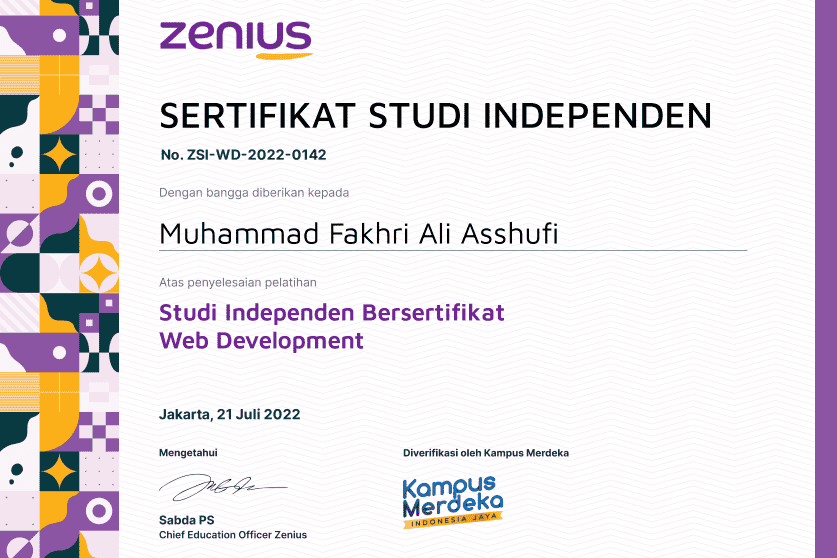 zenius
SERTIFIKAT STUDI INDEPENDEN
No. ZSI-WD-2022-0142
Dengan bangga diberikan kepada
Muhammad Fakhri Ali Asshufi
Atas penyelesaian pelatihan
Studi Independen Bersertifikat
Web Development
Jakarta, 21 Juli 2022
Mengetahui
Sabda PS
Chief Education Officer Zenius
Diverifikasi oleh Kampus Merdeka
Kampus
Merdeka
INDONESIA JAYA